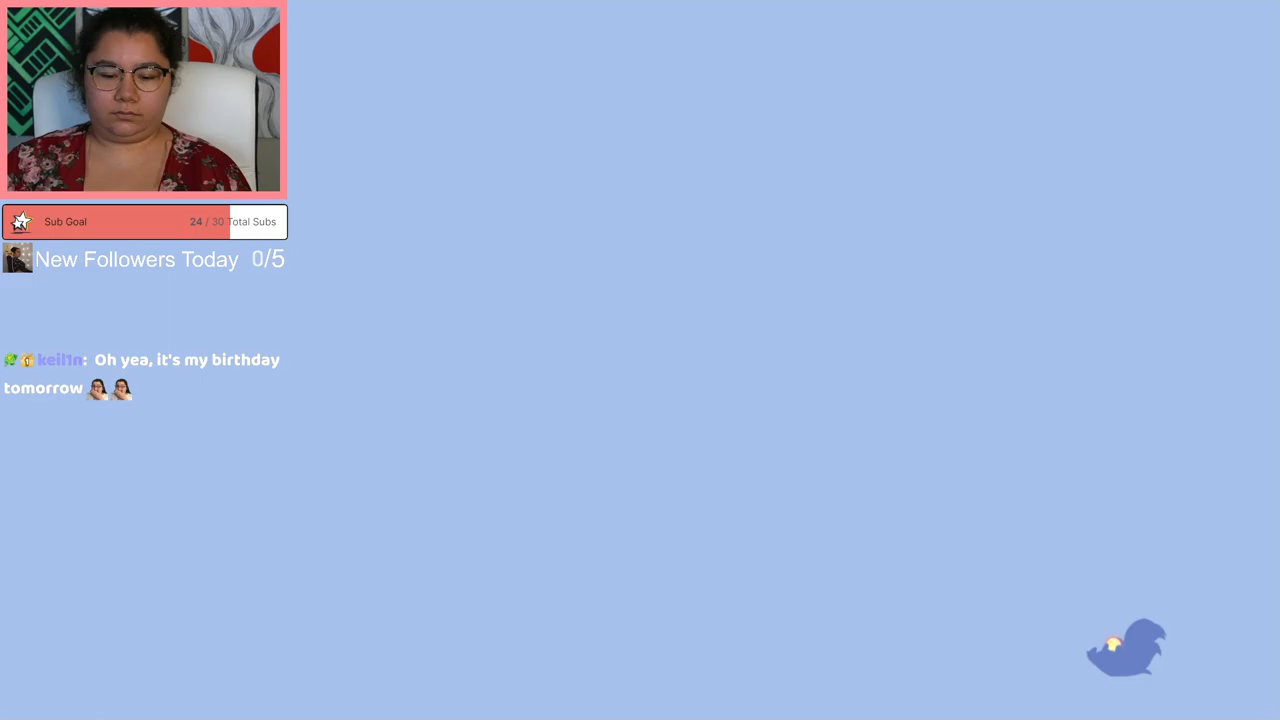 Sub Goal 24 / 30 Total Subs
New Followers Today 0/5
keil1n: Oh yea, it's my birthday
tomorrow